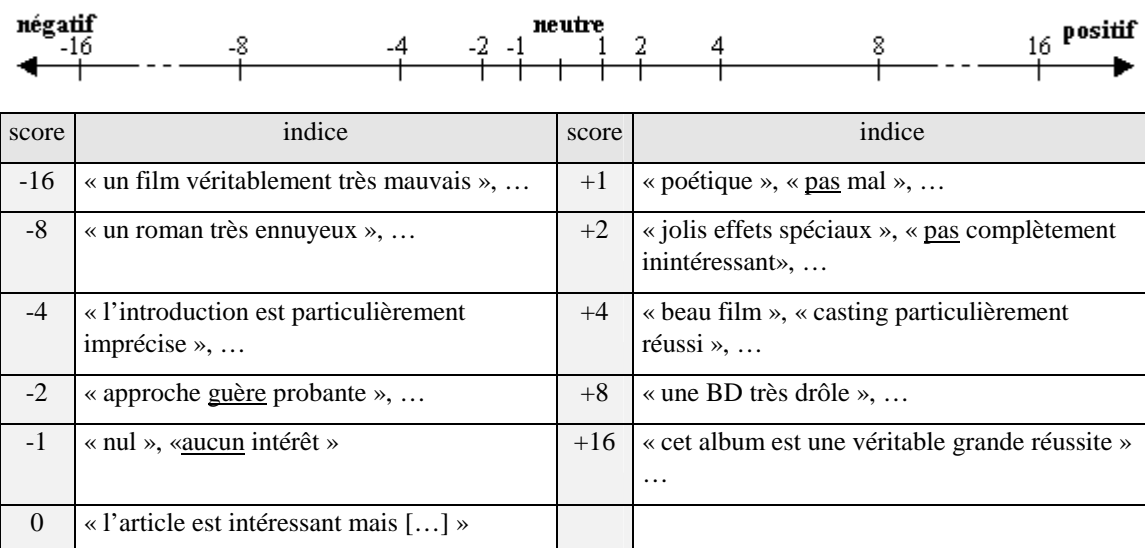 négatif neutre positif
-16 -8 -4 -2 -1 1 2 4 8 16
score indice score indice
-16 « un film véritablement très mauvais », … +1 « poétique », « pas mal », …
-8 « un roman très ennuyeux », … +2 « jolis effets spéciaux », « pas complètement
inintéressant», …
-4 « l’introduction est particulièrement
imprécise », … +4 « beau film », « casting particulièrement
réussi », …
-2 « approche guère probante », … +8 « une BD très drôle », …
-1 « nul », «aucun intérêt » +16 « cet album est une véritable grande réussite »
…
0 « l’article est intéressant mais […] »